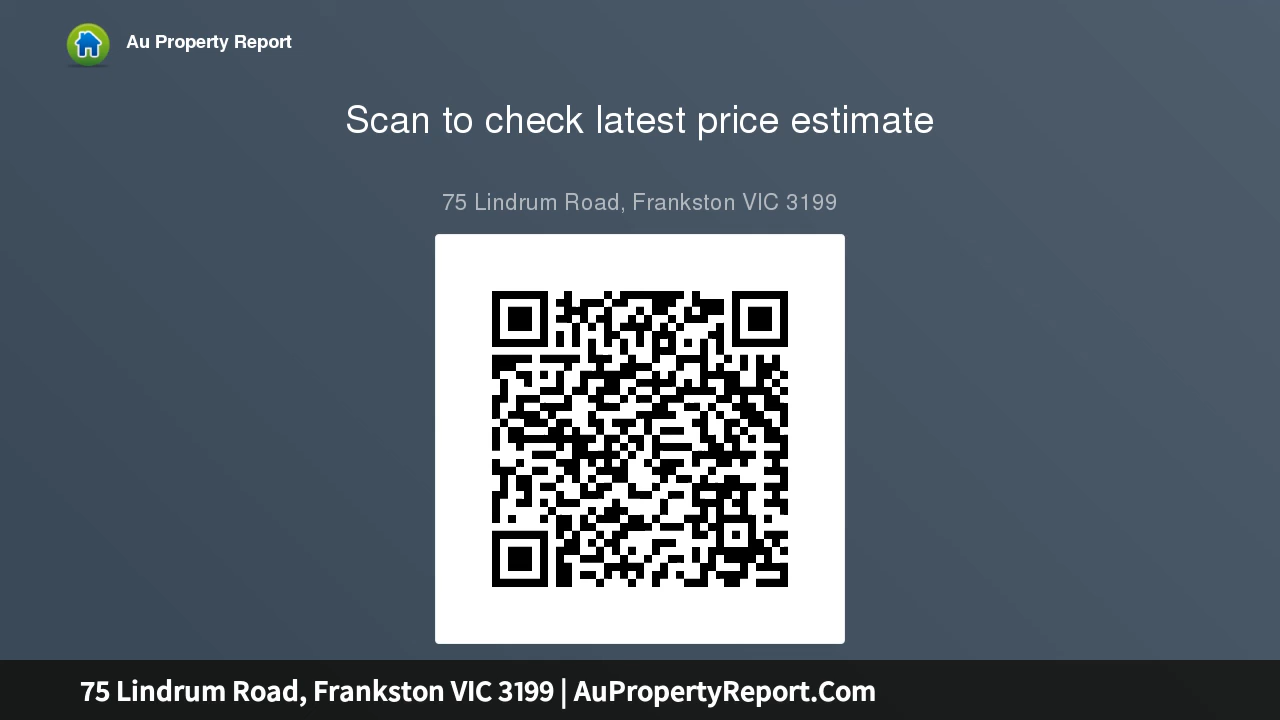 Au Property Report
Scan to check latest price estimate
75 Lindrum Road, Frankston VIC 3199
75 Lindrum Road, Frankston VIC 3199 | AuPropertyReport.Com